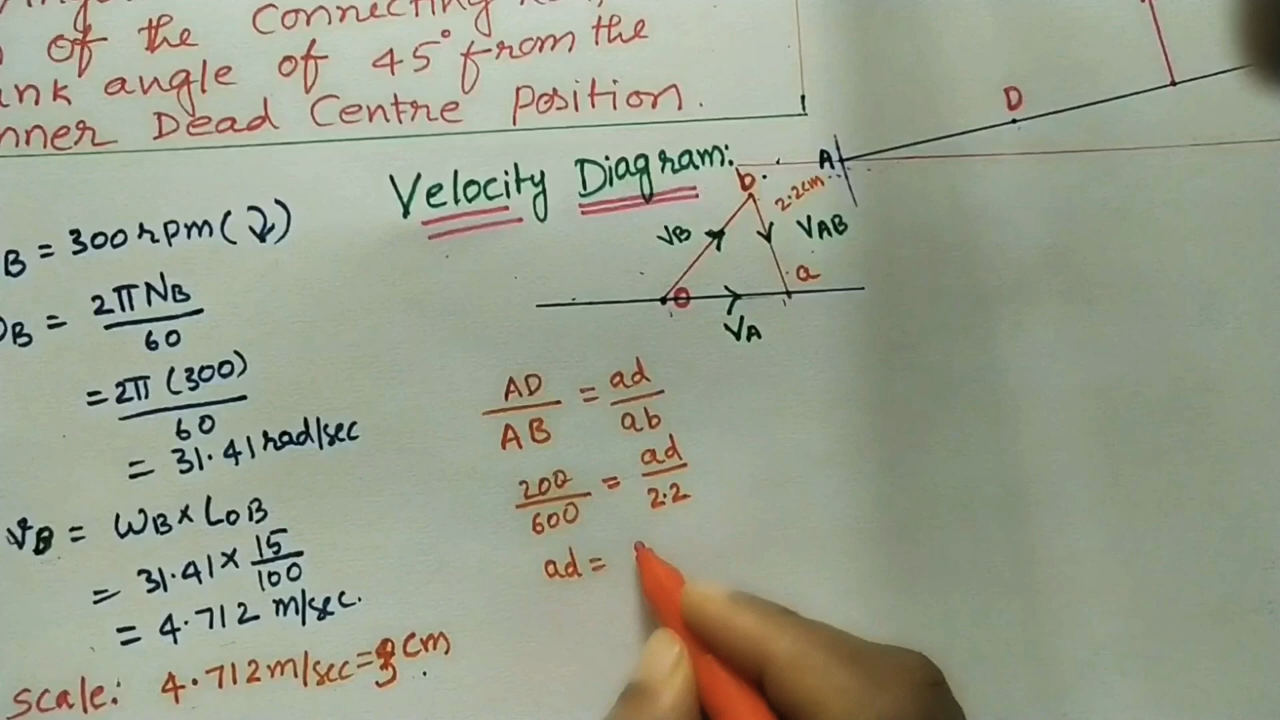 of the connecting
ank angle of 45° from the
nner Dead Centre Position.
Velocity Diagram:
B = 300 rpm (
B = 2πNB / 60
= 2π (300) / 60
= 31.41 rad/sec
VB = ωB × LOB
= 31.41 × 15/100
= 4.712 m/sec.
scale: 4.712 m/sec = 3 cm
D
A
b
2.2cm
VB
VAB
a
o
VA
AD / AB = ad / ab
200 / 600 = ad / 2.2
ad =